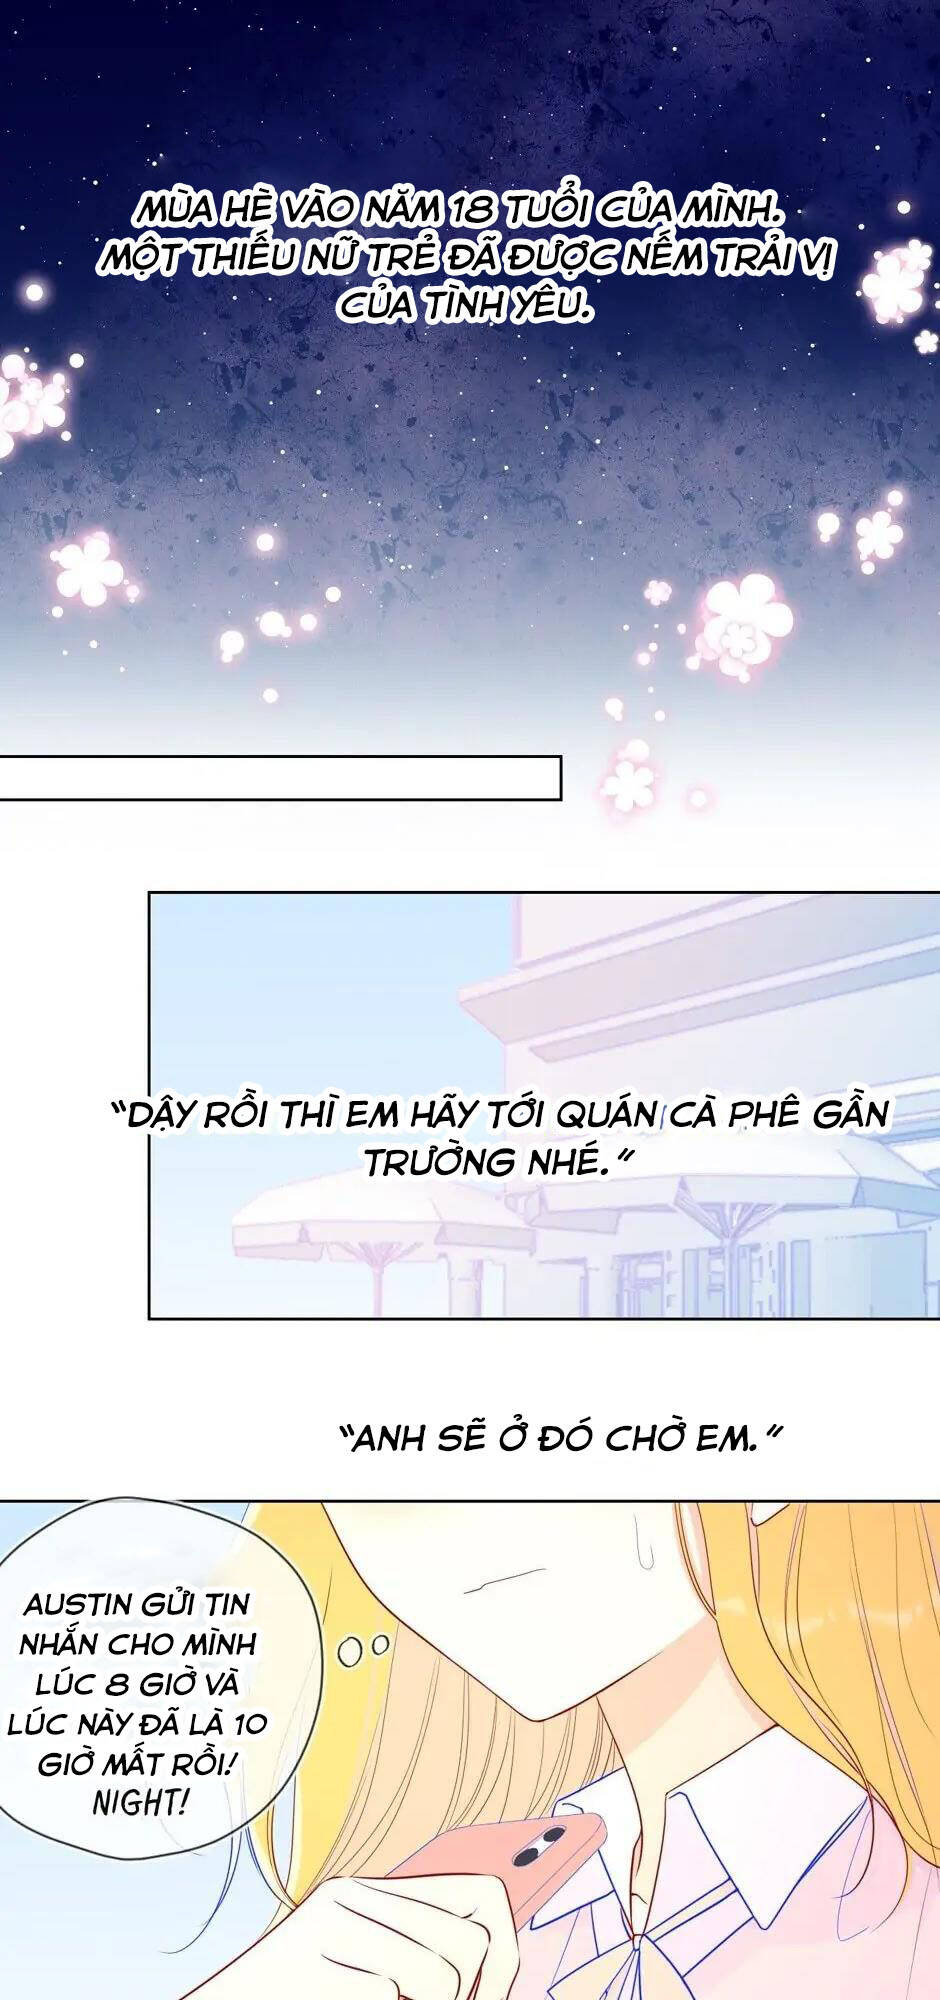 MÙA HÈ VÀO NĂM 18 TUỔI CỦA MÌNH.
MỘT THIẾU NỮ TRẺ ĐÃ ĐƯỢC NẾM TRẢI VỊ
CỦA TÌNH YÊU.
“DẬY RỒI THÌ EM HÃY TỚI QUÁN CÀ PHÊ GẦN
TRƯỜNG NHÉ.”
“ANH SẼ Ở ĐÓ CHỜ EM.”
AUSTIN GỬI TIN
NHẮN CHO MÌNH
LÚC 8 GIỜ VÀ
LÚC NÀY ĐÃ LÀ 10
GIỜ MẤT RỒI!
NIGHT!